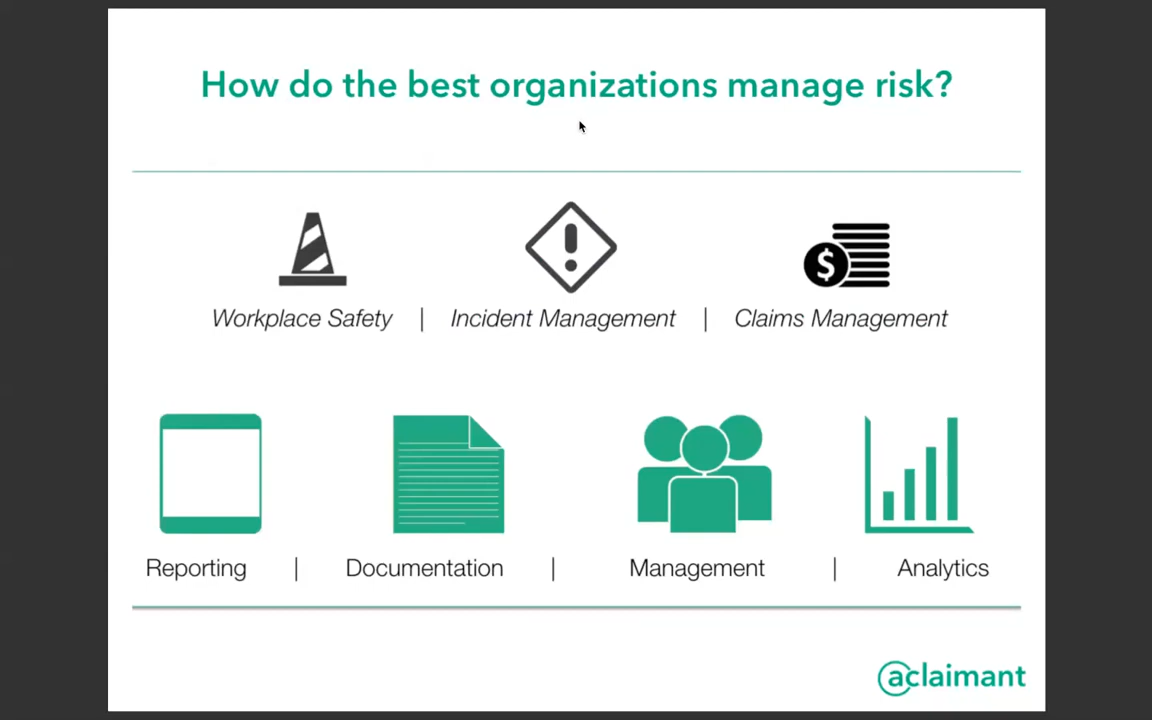 How do the best organizations manage risk?
Workplace Safety | Incident Management | Claims Management
Reporting | Documentation | Management | Analytics
aclaimant